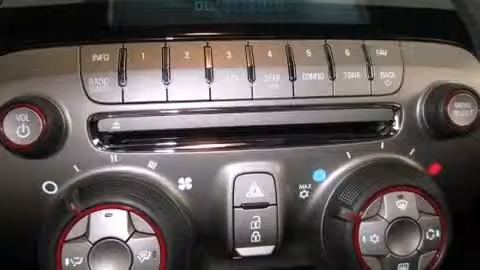 INFO 1 2 3 4 5 6 FAV
RADIO SEEK CONFIG TONE BACK
VOL
MENU
SELECT
MAX